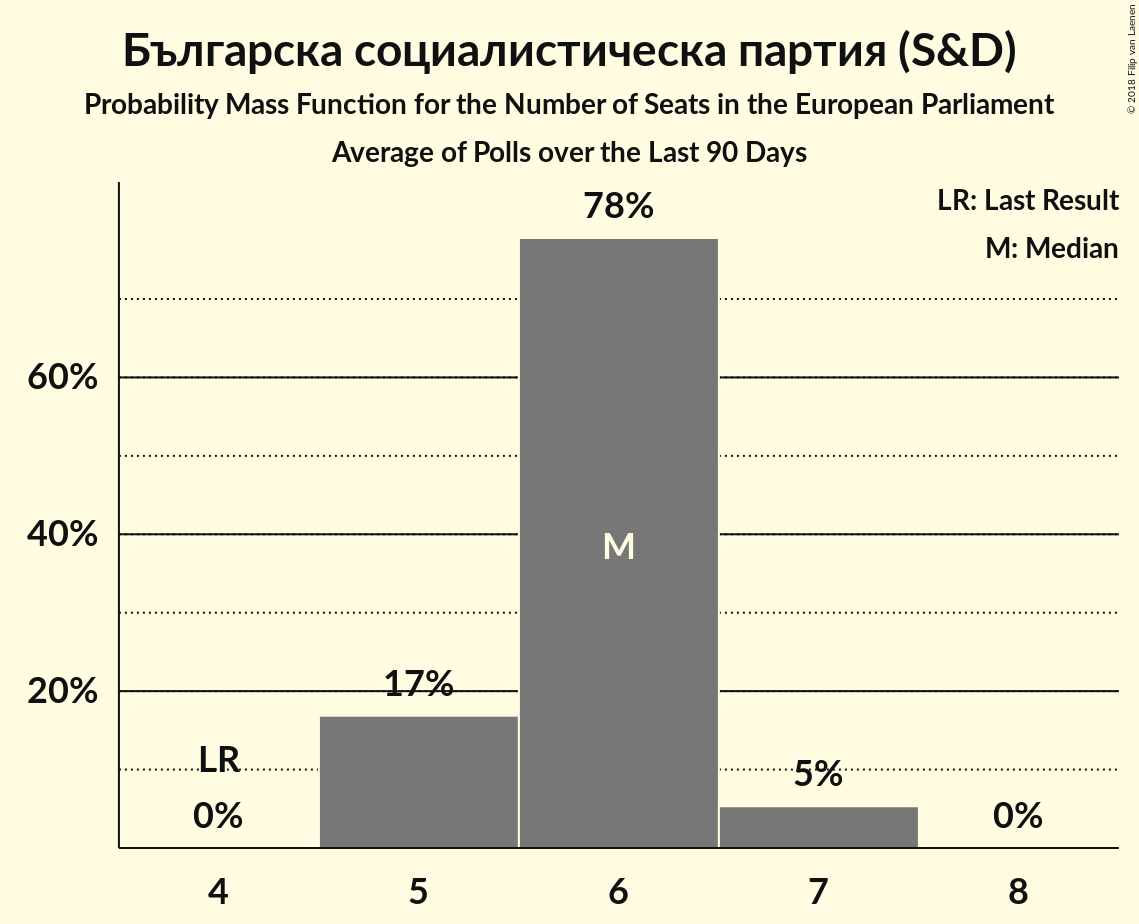 Българска социалистическа партия (S&D)
Probability Mass Function for the Number of Seats in the European Parliament
Average of Polls over the Last 90 Days
© 2018 Filip van Laenen
LR: Last Result
M: Median
78%
60%
40%
20%
M
17%
LR
5%
0%
0%
4
5
6
7
8